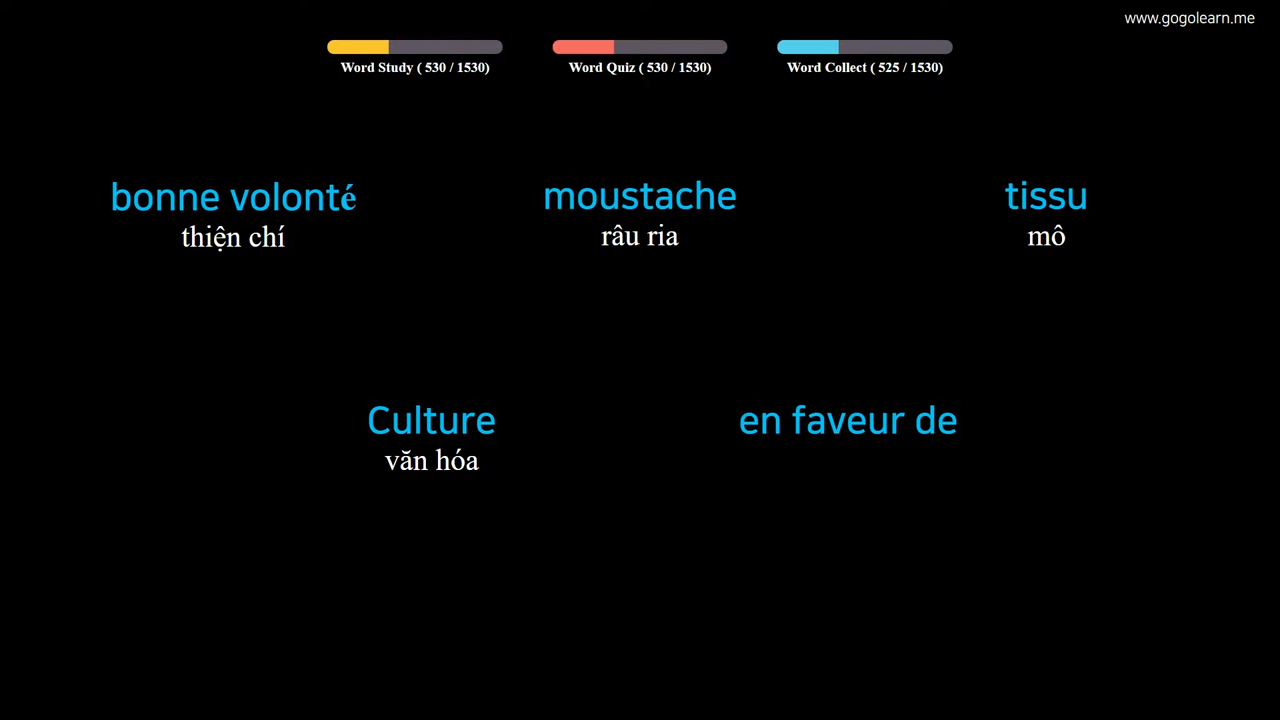 www.gogolearn.me
Word Study ( 530 / 1530)
Word Quiz ( 530 / 1530)
Word Collect ( 525 / 1530)
bonne volonté
thiện chí
moustache
râu ria
tissu
mô
Culture
văn hóa
en faveur de